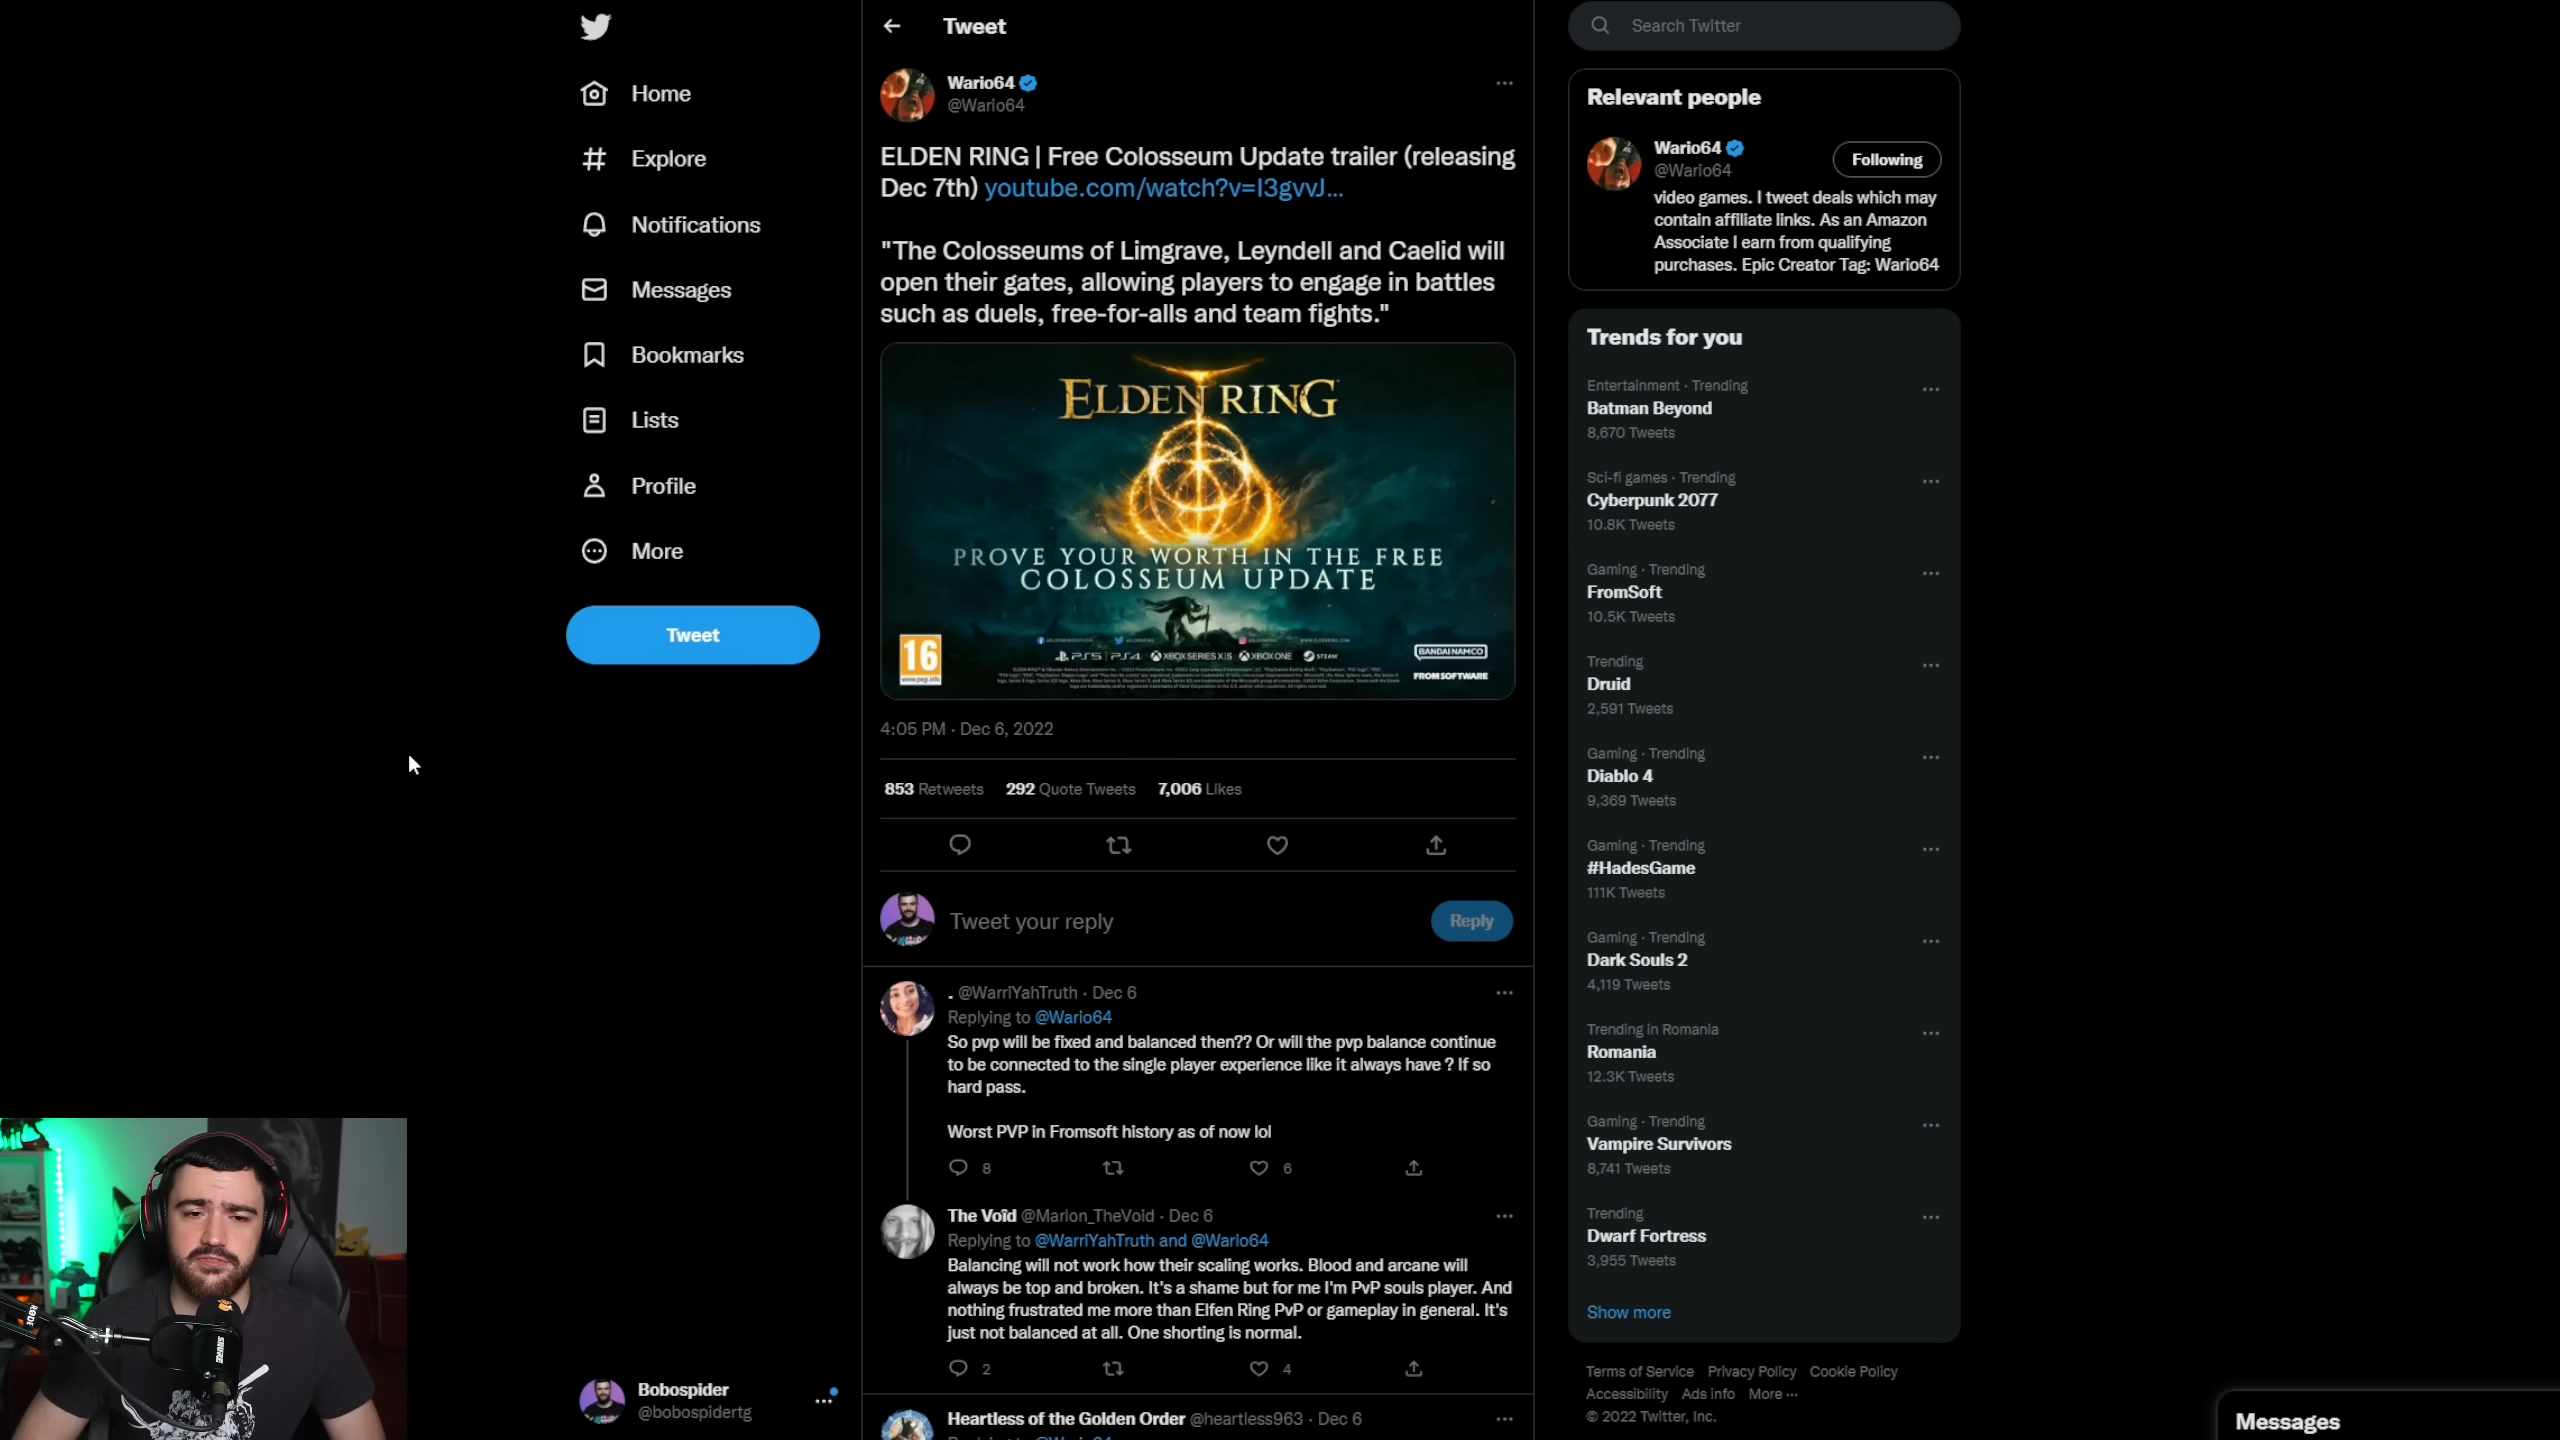 Home
Explore
Notifications
Messages
Bookmarks
Lists
Profile
More
Tweet
Bobospider
@bobospidertg
Tweet
Wario64
@Wario64
ELDEN RING | Free Colosseum Update trailer (releasing
Dec 7th) youtube.com/watch?v=I3gvvJ...
"The Colosseums of Limgrave, Leyndell and Caelid will
open their gates, allowing players to engage in battles
such as duels, free-for-alls and team fights."
ELDEN RING
PROVE YOUR WORTH IN THE FREE
COLOSSEUM UPDATE
16
www.pegi.info
PS5 | PS4 XBOX SERIES X|S XBOX ONE STEAM
BANDAI NAMCO
FROMSOFTWARE
4:05 PM · Dec 6, 2022
853 Retweets 292 Quote Tweets 7,006 Likes
Tweet your reply
Reply
. @WarriYahTruth · Dec 6
Replying to @Wario64
So pvp will be fixed and balanced then?? Or will the pvp balance continue
to be connected to the single player experience like it always have ? If so
hard pass.
Worst PVP in Fromsoft history as of now lol
8 6
The Void @Marlon_TheVoid · Dec 6
Replying to @WarriYahTruth and @Wario64
Balancing will not work how their scaling works. Blood and arcane will
always be top and broken. It's a shame but for me I'm PvP souls player. And
nothing frustrated me more than Elfen Ring PvP or gameplay in general. It's
just not balanced at all. One shorting is normal.
2 4
Heartless of the Golden Order @heartless963 · Dec 6
Search Twitter
Relevant people
Wario64
@Wario64
Following
video games. I tweet deals which may
contain affiliate links. As an Amazon
Associate I earn from qualifying
purchases. Epic Creator Tag: Wario64
Trends for you
Entertainment · Trending
Batman Beyond
8,670 Tweets
Sci-fi games · Trending
Cyberpunk 2077
10.8K Tweets
Gaming · Trending
FromSoft
10.5K Tweets
Trending
Druid
2,591 Tweets
Gaming · Trending
Diablo 4
9,369 Tweets
Gaming · Trending
#HadesGame
111K Tweets
Gaming · Trending
Dark Souls 2
4,119 Tweets
Trending in Romania
Romania
12.3K Tweets
Gaming · Trending
Vampire Survivors
8,741 Tweets
Trending
Dwarf Fortress
3,955 Tweets
Show more
Terms of Service Privacy Policy Cookie Policy
Accessibility Ads info More ···
© 2022 Twitter, Inc.
Messages
RØDE
SHURE